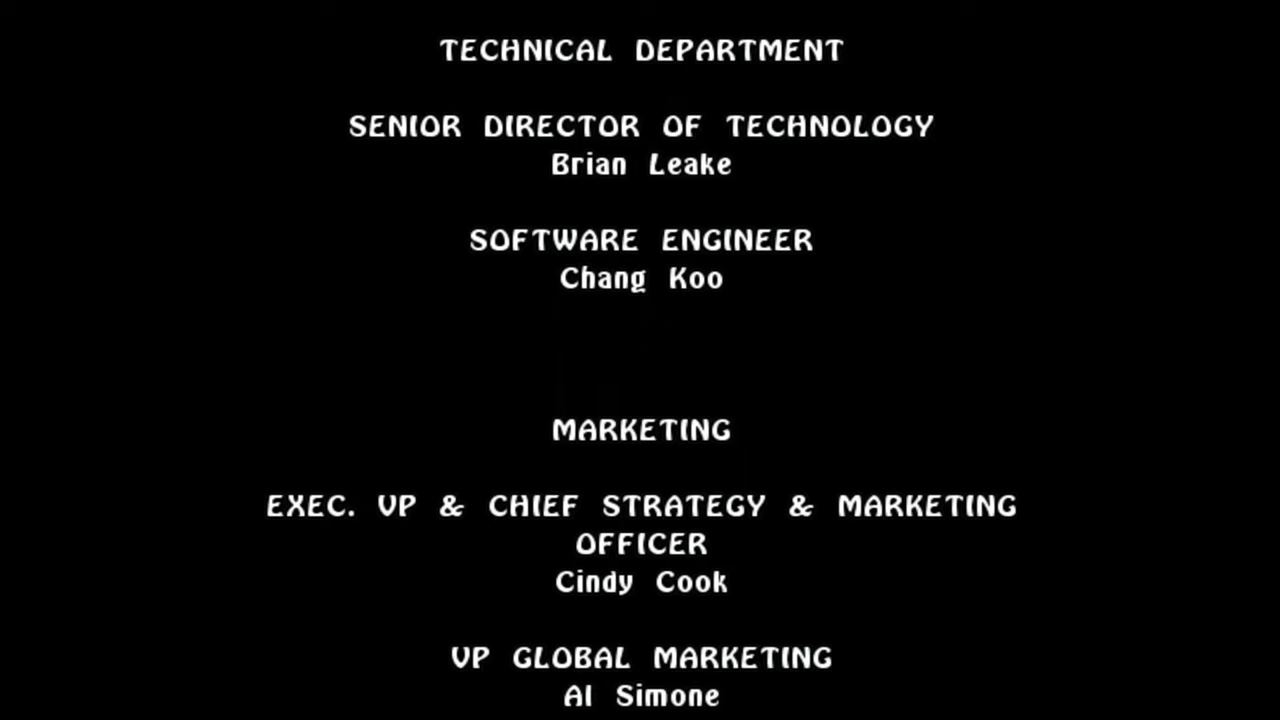 TECHNICAL DEPARTMENT
SENIOR DIRECTOR OF TECHNOLOGY
Brian Leake
SOFTWARE ENGINEER
Chang Koo
MARKETING
EXEC. VP & CHIEF STRATEGY & MARKETING
OFFICER
Cindy Cook
VP GLOBAL MARKETING
Al Simone